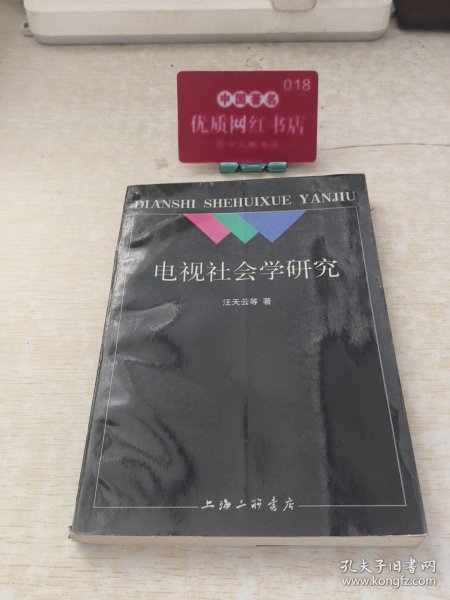 018
中国著名
优质网红书店
DIANSHI SHEHUIXUE YANJIU
电视社会学研究
汪天云等 著
上海三联书店
孔夫子旧书网
www.kongfz.com